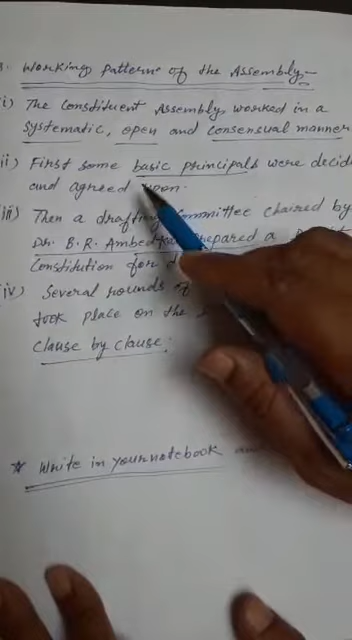 3. Working patterns of the Assembly:-
i) The Constituent Assembly worked in a
systematic, open and consensual manner
ii) First some basic principals were decid
and agreed upon.
iii) Then a drafting Committee chaired by
Dr. B. R. Ambedkar prepared a
Constitution for
iv) Several rounds of
took place on the
Clause by Clause:
* Write in your notebook